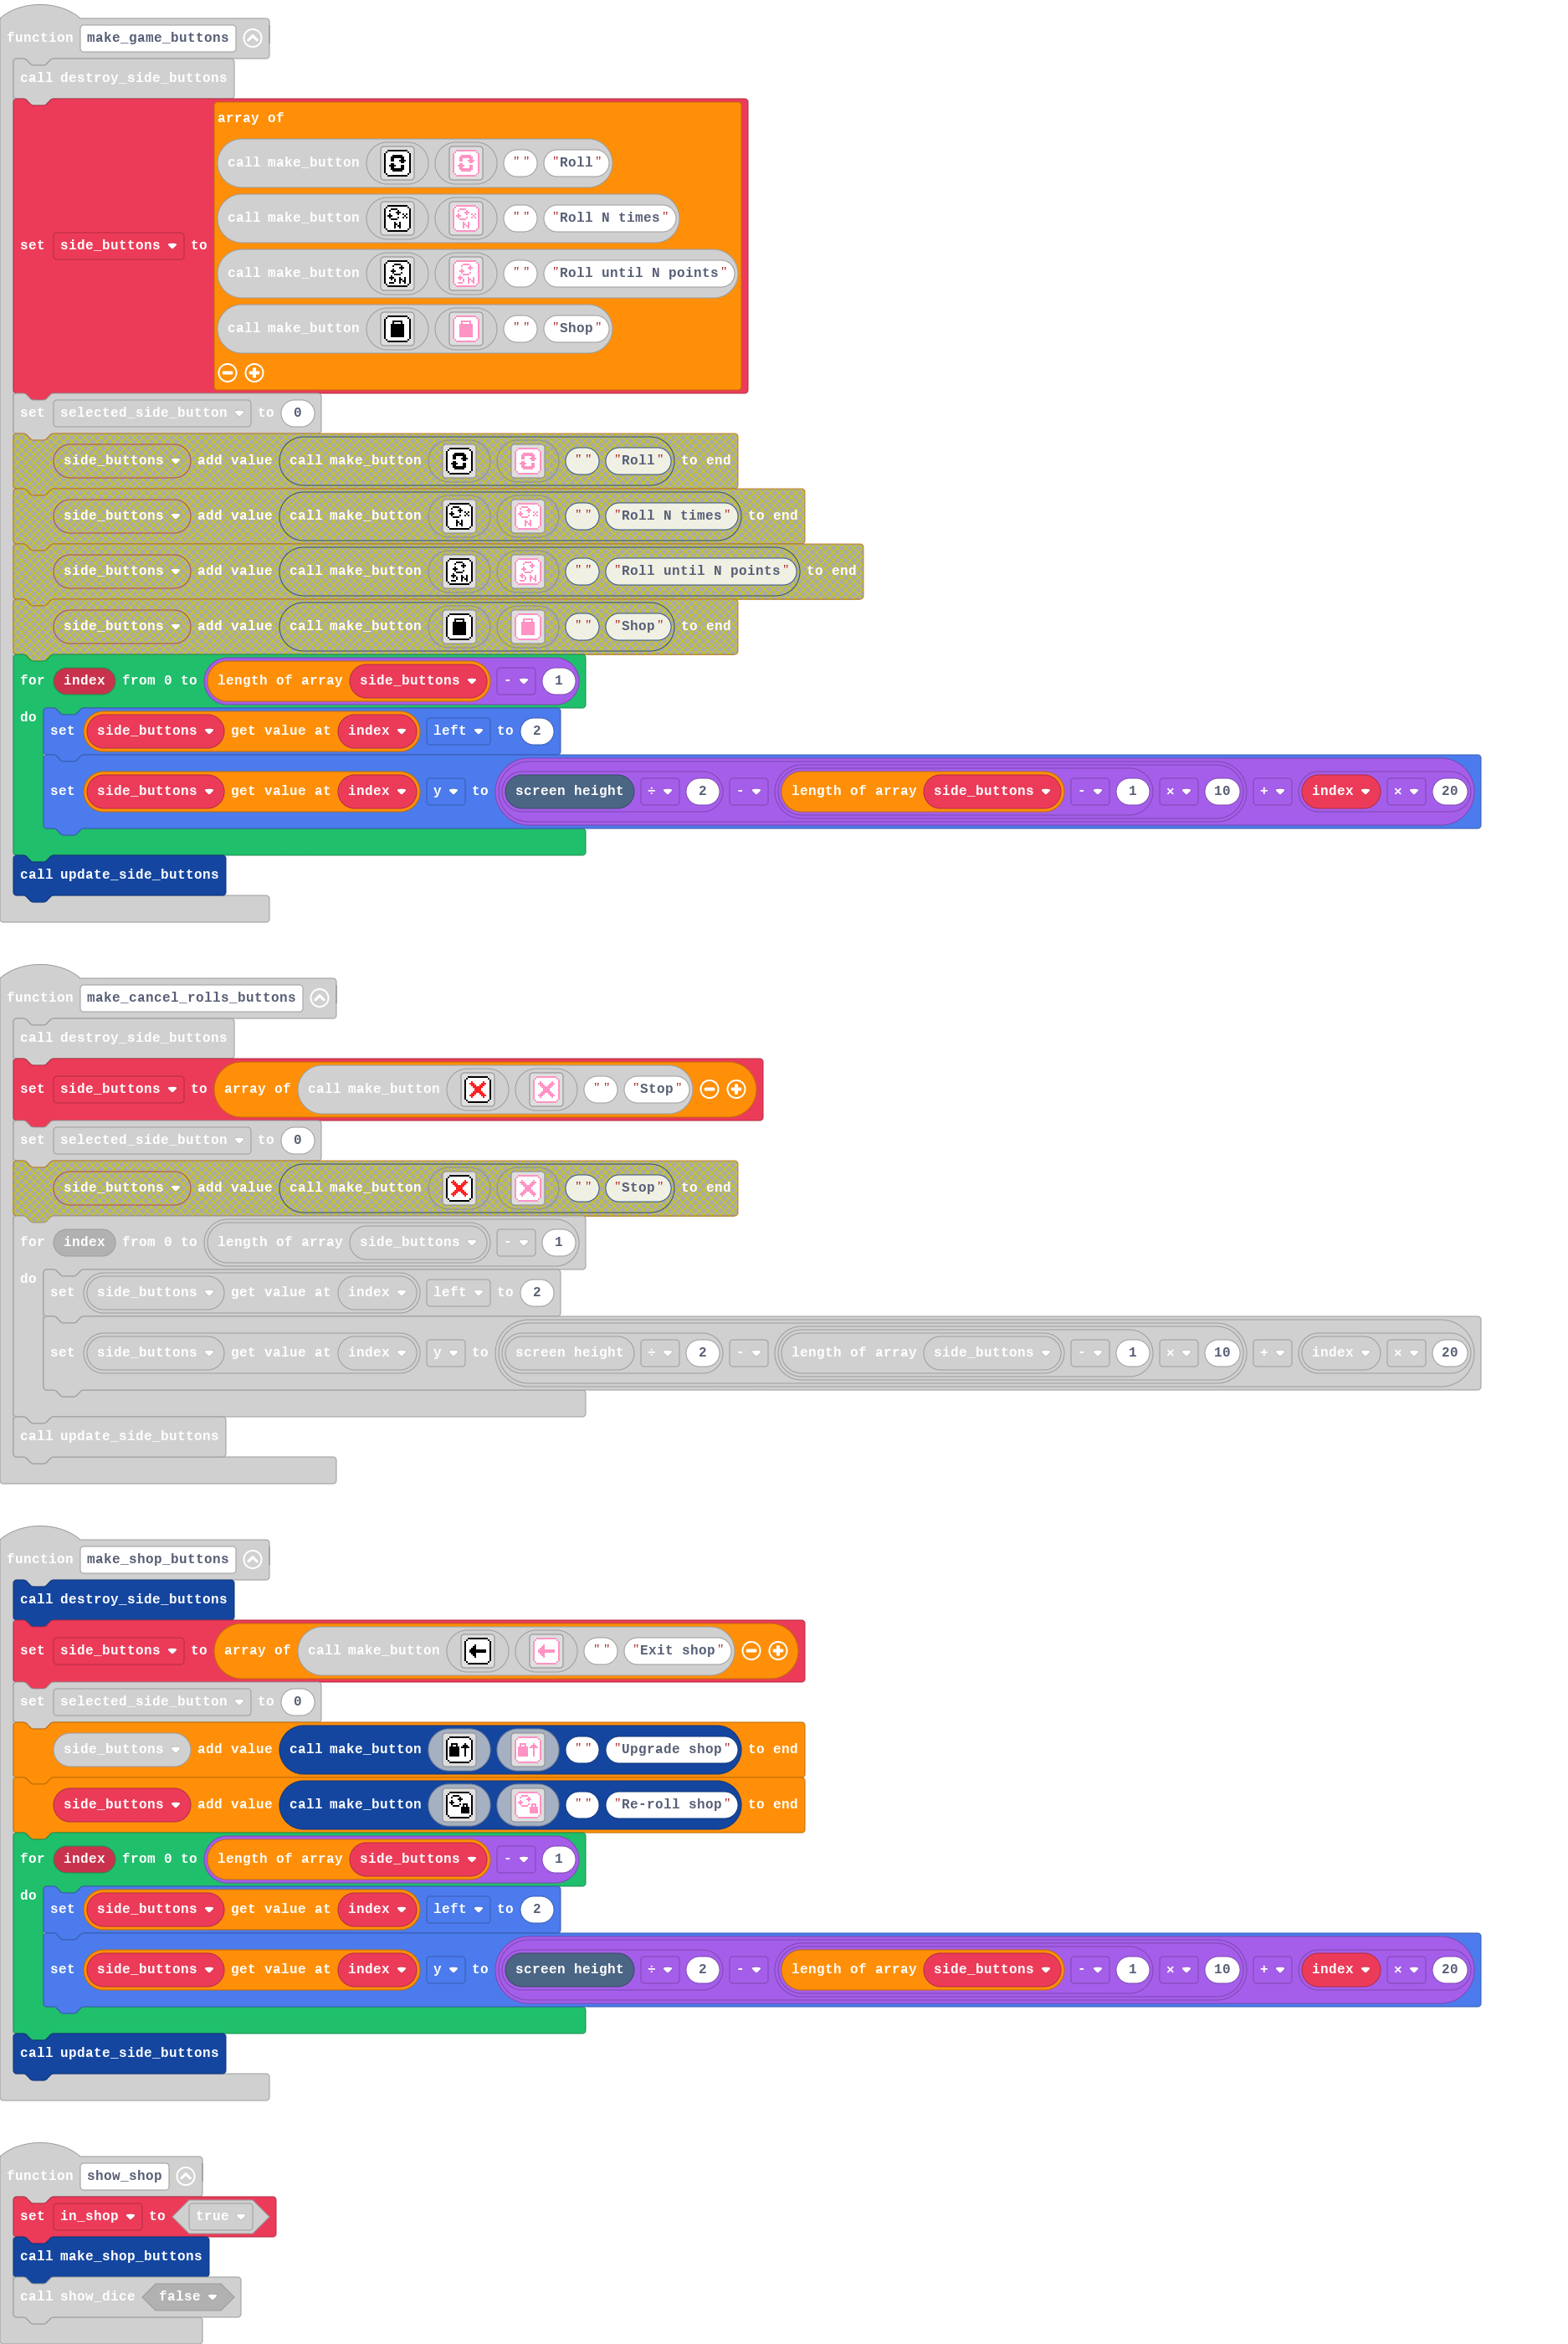 function make_game_buttons
call destroy_side_buttons
array of
call make_button "" "Roll"
call make_button "" "Roll N times"
set side_buttons to
call make_button "" "Roll until N points"
call make_button "" "Shop"
set selected_side_button to 0
side_buttons add value call make_button "" "Roll" to end
side_buttons add value call make_button "" "Roll N times" to end
side_buttons add value call make_button "" "Roll until N points" to end
side_buttons add value call make_button "" "Shop" to end
for index from 0 to length of array side_buttons - 1
do
set side_buttons get value at index left to 2
set side_buttons get value at index y to screen height ÷ 2 - length of array side_buttons - 1 × 10 + index × 20
call update_side_buttons
function make_cancel_rolls_buttons
call destroy_side_buttons
set side_buttons to array of call make_button "" "Stop"
set selected_side_button to 0
side_buttons add value call make_button "" "Stop" to end
for index from 0 to length of array side_buttons - 1
do
set side_buttons get value at index left to 2
set side_buttons get value at index y to screen height ÷ 2 - length of array side_buttons - 1 × 10 + index × 20
call update_side_buttons
function make_shop_buttons
call destroy_side_buttons
set side_buttons to array of call make_button "" "Exit shop"
set selected_side_button to 0
side_buttons add value call make_button "" "Upgrade shop" to end
side_buttons add value call make_button "" "Re-roll shop" to end
for index from 0 to length of array side_buttons - 1
do
set side_buttons get value at index left to 2
set side_buttons get value at index y to screen height ÷ 2 - length of array side_buttons - 1 × 10 + index × 20
call update_side_buttons
function show_shop
set in_shop to true
call make_shop_buttons
call show_dice false